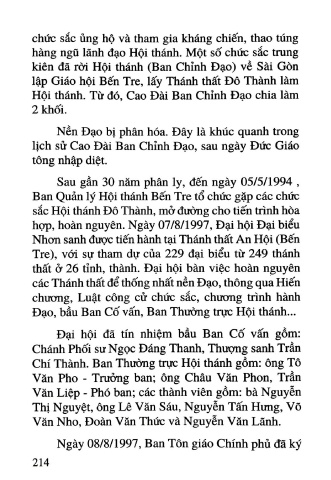 chức sắc ủng hộ và tham gia kháng chiến, thao túng
hàng ngũ lãnh đạo Hội thánh. Một số chức sắc trung
kiên đã rời Hội thánh (Ban Chỉnh Đạo) về Sài Gòn
lập Giáo hội Bến Tre, lấy Thánh thất Đô Thành làm
Hội thánh. Từ đó, Cao Đài Ban Chỉnh Đạo chia làm
2 khối.
Nền Đạo bị phân hóa. Đây là khúc quanh trong
lịch sử Cao Đài Ban Chỉnh Đạo, sau ngày Đức Giáo
tông nhập diệt.
Sau gần 30 năm phân ly, đến ngày 05/5/1994 ,
Ban Quản lý Hội thánh Bến Tre tổ chức gặp các chức
sắc Hội thánh Đô Thành, mở đường cho tiến trình hòa
hợp, hoàn nguyên. Ngày 07/8/1997, Đại hội Đại biểu
Nhơn sanh được tiến hành tại Thánh thất An Hội (Bến
Tre), với sự tham dự của 229 đại biểu từ 249 thánh
thất ở 26 tỉnh, thành. Đại hội bàn việc hoàn nguyên
các Thánh thất để thống nhất nền Đạo, thông qua Hiến
chương, Luật công cử chức sắc, chương trình hành
Đạo, bầu Ban Cố vấn, Ban Thường trực Hội thánh...
Đại hội đã tín nhiệm bầu Ban Cố vấn gồm:
Chánh Phối sư Ngọc Đáng Thanh, Thượng sanh Trần
Chí Thành. Ban Thường trực Hội thánh gồm: ông Tô
Văn Pho - Trưởng ban; ông Châu Văn Phon, Trần
Văn Liệp - Phó ban; các thành viên gồm: bà Nguyễn
Thị Nguyệt, ông Lê Văn Sáu, Nguyễn Tấn Hưng, Võ
Văn Nho, Đoàn Văn Thức và Nguyễn Văn Lãnh.
Ngày 08/8/1997, Ban Tôn giáo Chính phủ đã ký
214